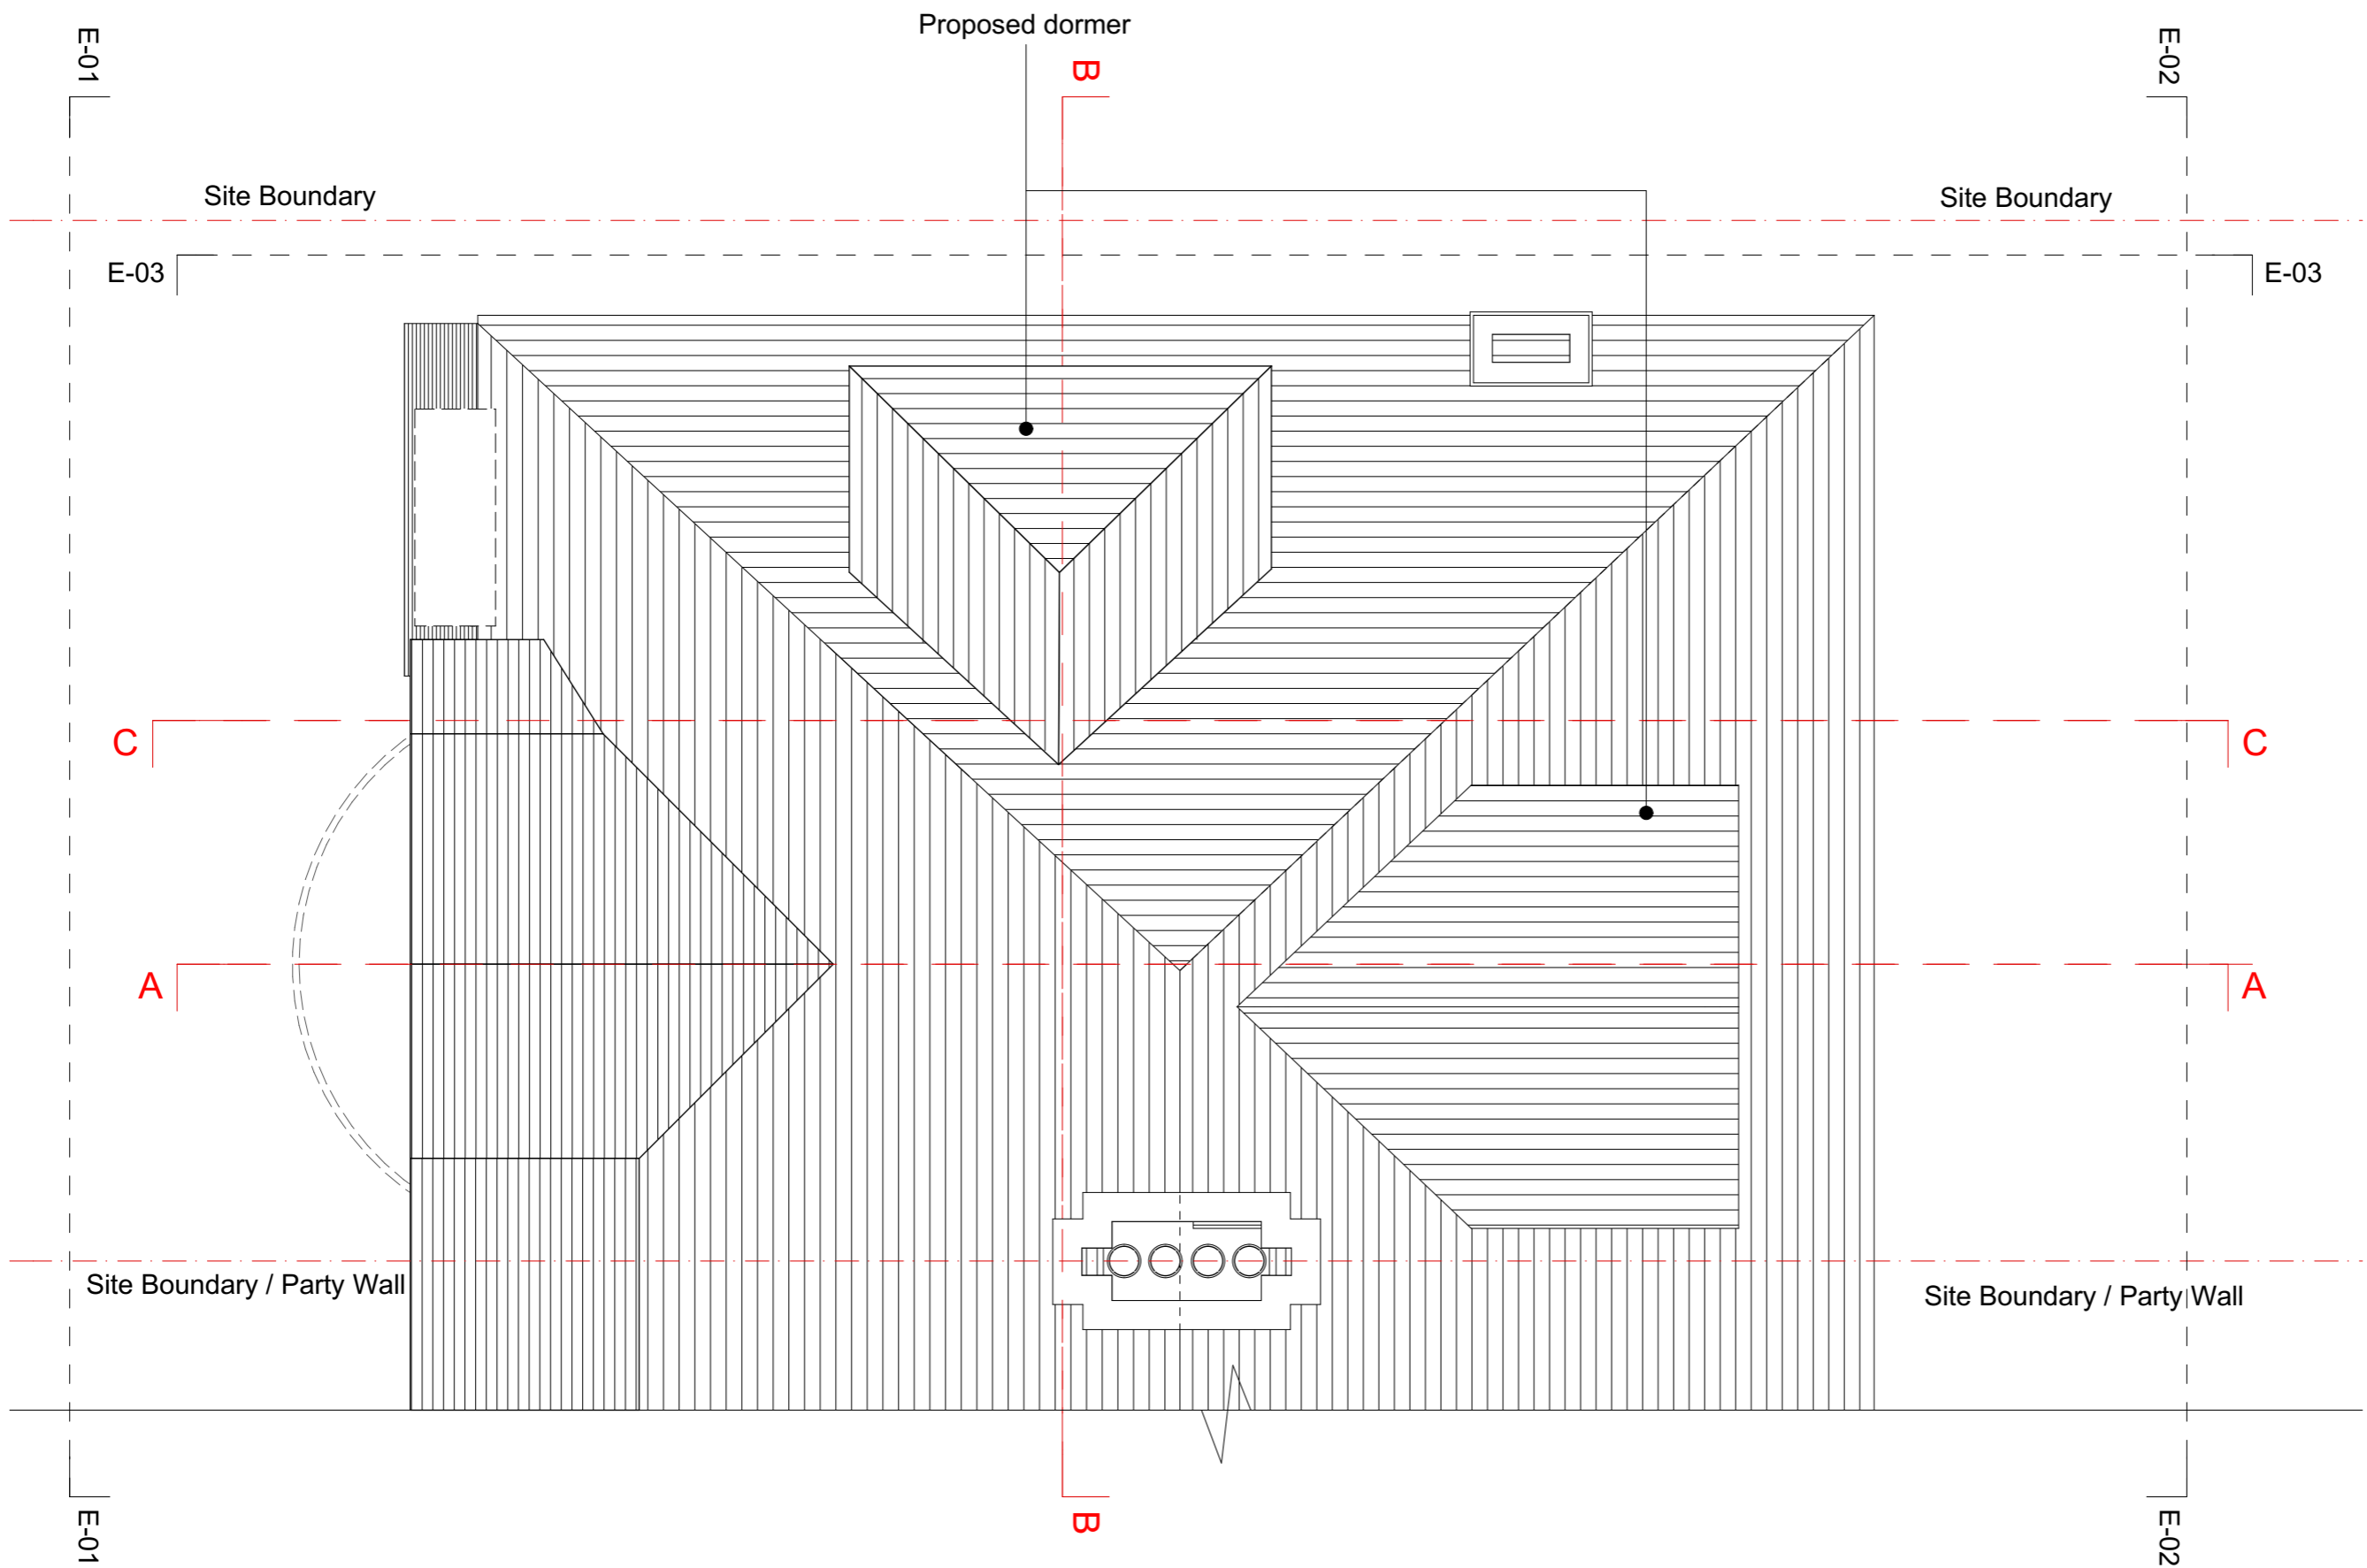 Proposed dormer
E-01
B
E-02
Site Boundary
Site Boundary
E-03
E-03
C
C
A
A
Site Boundary / Party Wall
Site Boundary / Party Wall
E-01
B
E-02